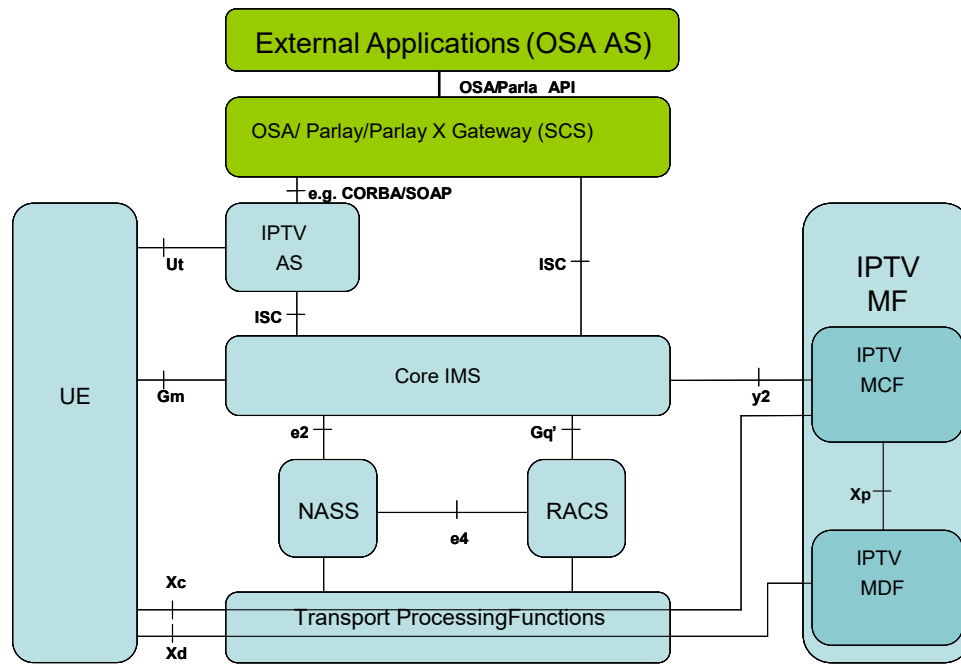 External Applications (OSA AS)
OSA/Parla API
OSA/ Parlay/Parlay X Gateway (SCS)
e.g. CORBA/SOAP
IPTV
AS
Ut
ISC
ISC
IPTV
MF
UE
Gm
Core IMS
y2
IPTV
MCF
e2
Gq'
NASS
RACS
e4
Xp
IPTV
MDF
Xc
Transport ProcessingFunctions
Xd